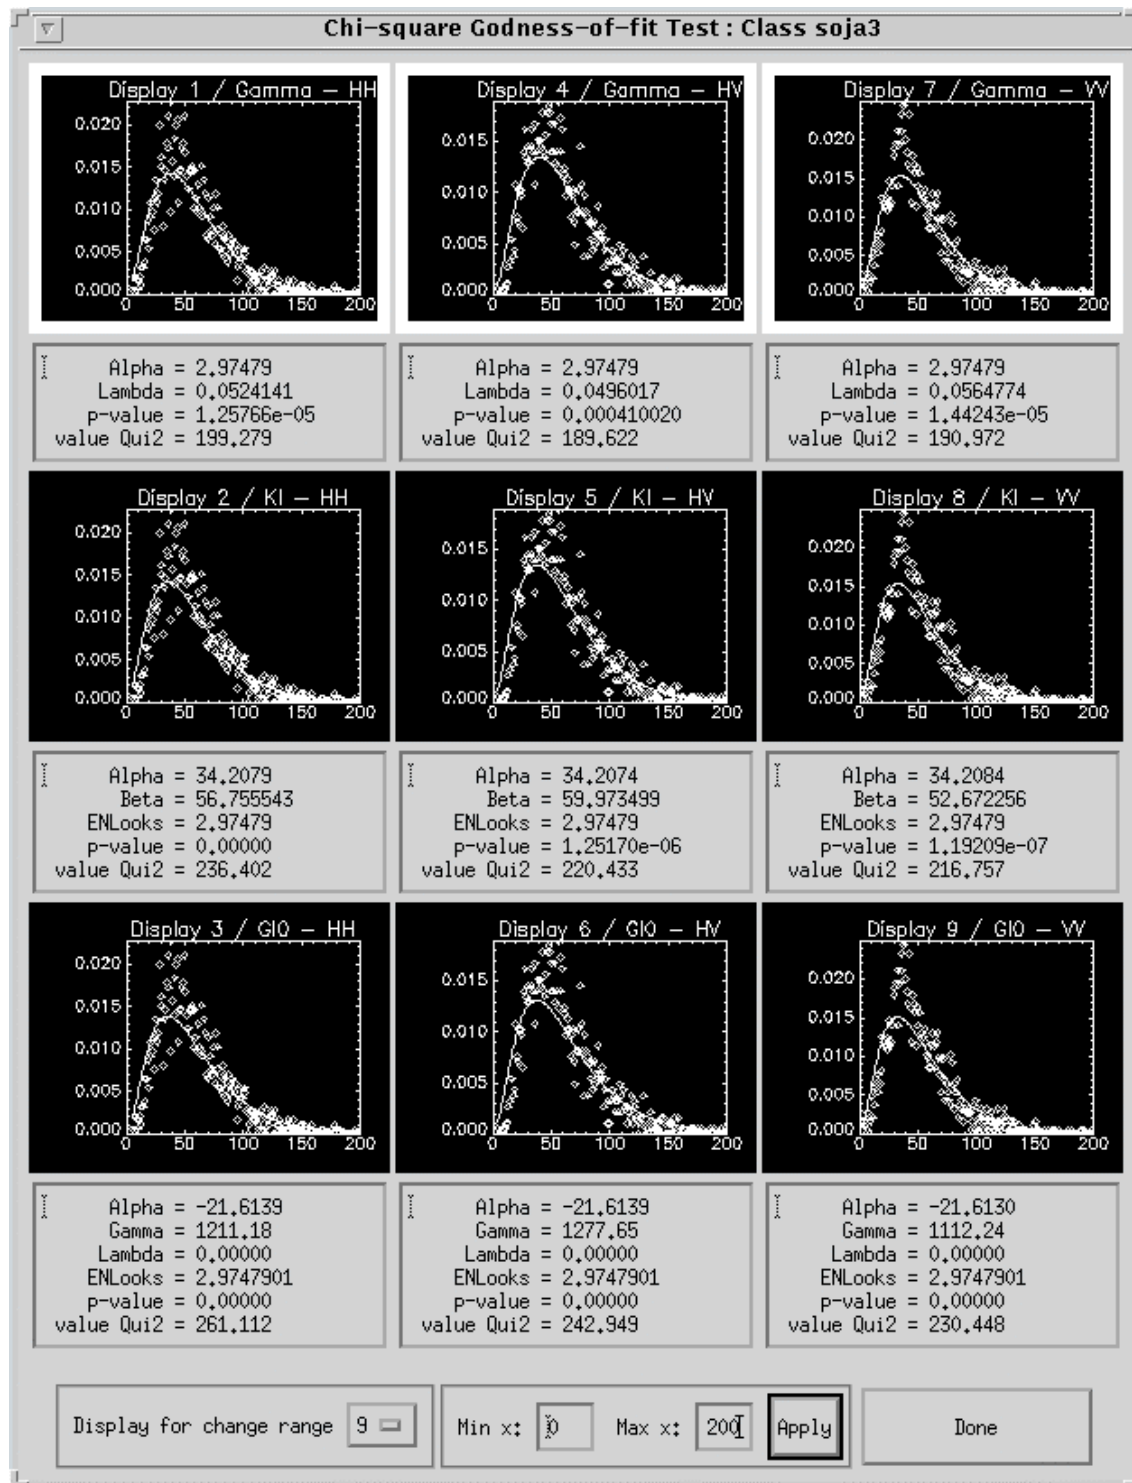 Chi-square Godness-of-fit Test : Class soja3
Display 1 / Gamma - HH
0.020
0.015
0.010
0.005
0.000
0 50 100 150 200
Display 4 / Gamma - HV
0.015
0.010
0.005
0.000
0 50 100 150 200
Display 7 / Gamma - VV
0.020
0.015
0.010
0.005
0.000
0 50 100 150 200
Alpha = 2.97479
Lambda = 0.0524141
p-value = 1.25766e-05
value Qui2 = 199.279
Alpha = 2.97479
Lambda = 0.0496017
p-value = 0.000410020
value Qui2 = 189.622
Alpha = 2.97479
Lambda = 0.0564774
p-value = 1.44243e-05
value Qui2 = 190.972
Display 2 / KI - HH
0.020
0.015
0.010
0.005
0.000
0 50 100 150 200
Display 5 / KI - HV
0.015
0.010
0.005
0.000
0 50 100 150 200
Display 8 / KI - VV
0.020
0.015
0.010
0.005
0.000
0 50 100 150 200
Alpha = 34.2079
Beta = 56.755543
ENLooks = 2.97479
p-value = 0.00000
value Qui2 = 236.402
Alpha = 34.2074
Beta = 59.973499
ENLooks = 2.97479
p-value = 1.25170e-06
value Qui2 = 220.433
Alpha = 34.2084
Beta = 52.672256
ENLooks = 2.97479
p-value = 1.19209e-07
value Qui2 = 216.757
Display 3 / GI0 - HH
0.020
0.015
0.010
0.005
0.000
0 50 100 150 200
Display 6 / GI0 - HV
0.015
0.010
0.005
0.000
0 50 100 150 200
Display 9 / GI0 - VV
0.020
0.015
0.010
0.005
0.000
0 50 100 150 200
Alpha = -21.6139
Gamma = 1211.18
Lambda = 0.00000
ENLooks = 2.9747901
p-value = 0.00000
value Qui2 = 261.112
Alpha = -21.6139
Gamma = 1277.65
Lambda = 0.00000
ENLooks = 2.9747901
p-value = 0.00000
value Qui2 = 242.949
Alpha = -21.6130
Gamma = 1112.24
Lambda = 0.00000
ENLooks = 2.9747901
p-value = 0.00000
value Qui2 = 230.448
Display for change range 9 Min x: 0 Max x: 200 Apply Done